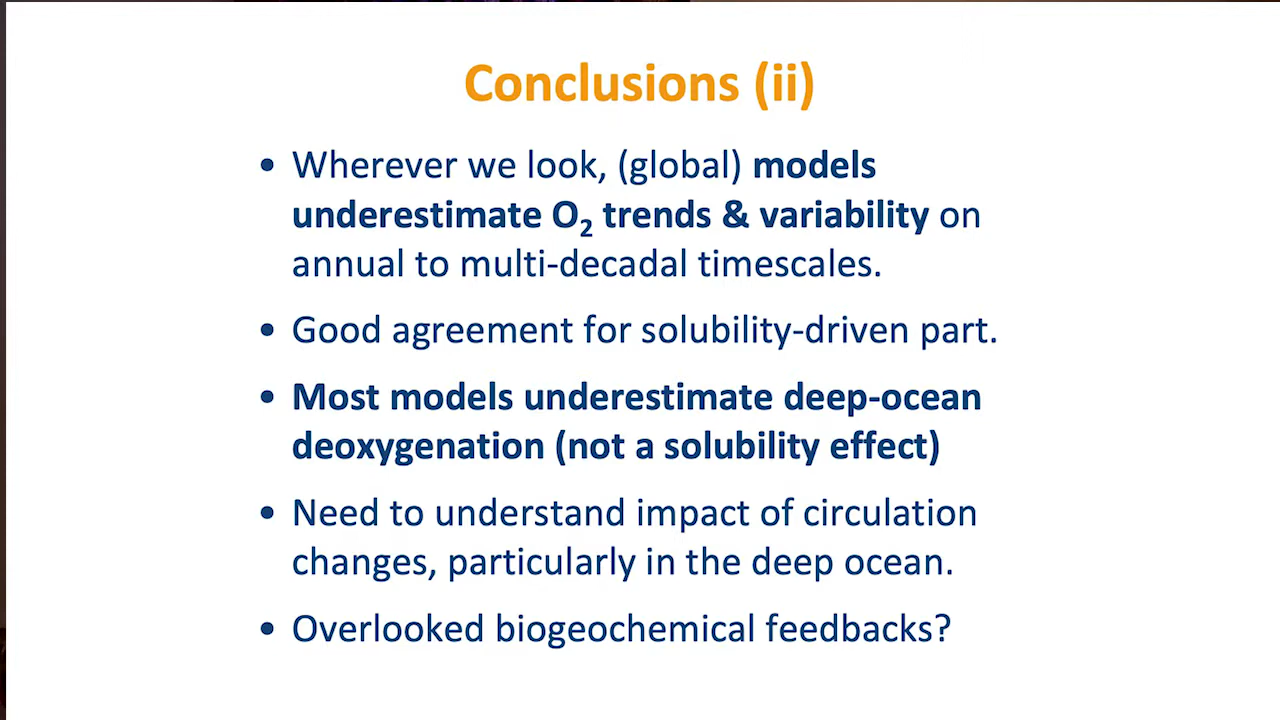 Conclusions (ii)
• Wherever we look, (global) models
underestimate O₂ trends & variability on
annual to multi-decadal timescales.
• Good agreement for solubility-driven part.
• Most models underestimate deep-ocean
deoxygenation (not a solubility effect)
• Need to understand impact of circulation
changes, particularly in the deep ocean.
• Overlooked biogeochemical feedbacks?